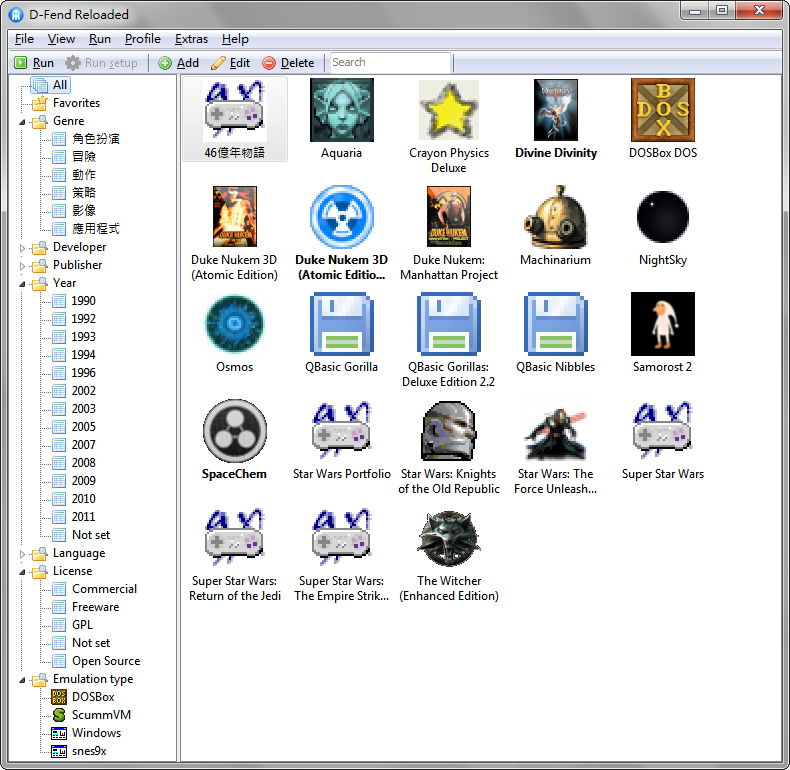 D-Fend Reloaded
File View Run Profile Extras Help
Run Run setup Add Edit Delete Search
All
Favorites
Genre
角色扮演
冒險
動作
策略
影像
應用程式
Developer
Publisher
Year
1990
1992
1993
1994
1996
2002
2003
2005
2007
2008
2009
2010
2011
Not set
Language
License
Commercial
Freeware
GPL
Not set
Open Source
Emulation type
DOSBox
ScummVM
Windows
snes9x
46億年物語
Aquaria
Crayon Physics
Deluxe
Divine Divinity
DOSBox DOS
Duke Nukem 3D
(Atomic Edition)
Duke Nukem 3D
(Atomic Editio...
Duke Nukem:
Manhattan Project
Machinarium
NightSky
Osmos
QBasic Gorilla
QBasic Gorillas:
Deluxe Edition 2.2
QBasic Nibbles
Samorost 2
SpaceChem
Star Wars Portfolio
Star Wars: Knights
of the Old Republic
Star Wars: The
Force Unleash...
Super Star Wars
Super Star Wars:
Return of the Jedi
Super Star Wars:
The Empire Strik...
The Witcher
(Enhanced Edition)